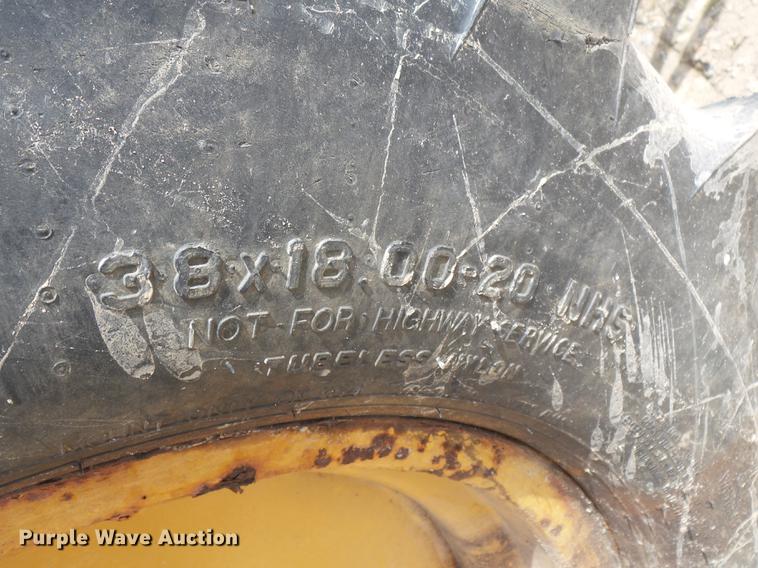 38x18.00-20 NHS
NOT FOR HIGHWAY SERVICE
TUBELESS NYLON
Purple Wave Auction